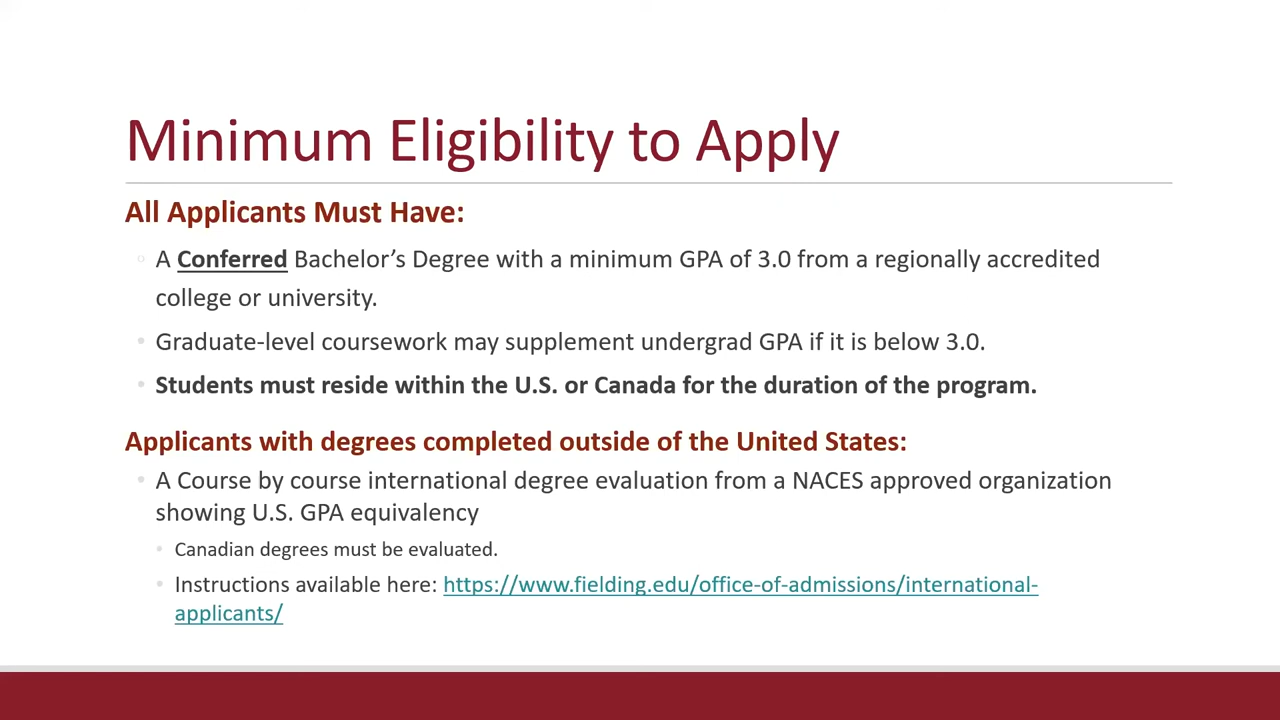 Minimum Eligibility to Apply
All Applicants Must Have:
A Conferred Bachelor’s Degree with a minimum GPA of 3.0 from a regionally accredited
college or university.
Graduate-level coursework may supplement undergrad GPA if it is below 3.0.
Students must reside within the U.S. or Canada for the duration of the program.
Applicants with degrees completed outside of the United States:
A Course by course international degree evaluation from a NACES approved organization
showing U.S. GPA equivalency
Canadian degrees must be evaluated.
Instructions available here: https://www.fielding.edu/office-of-admissions/international-
applicants/